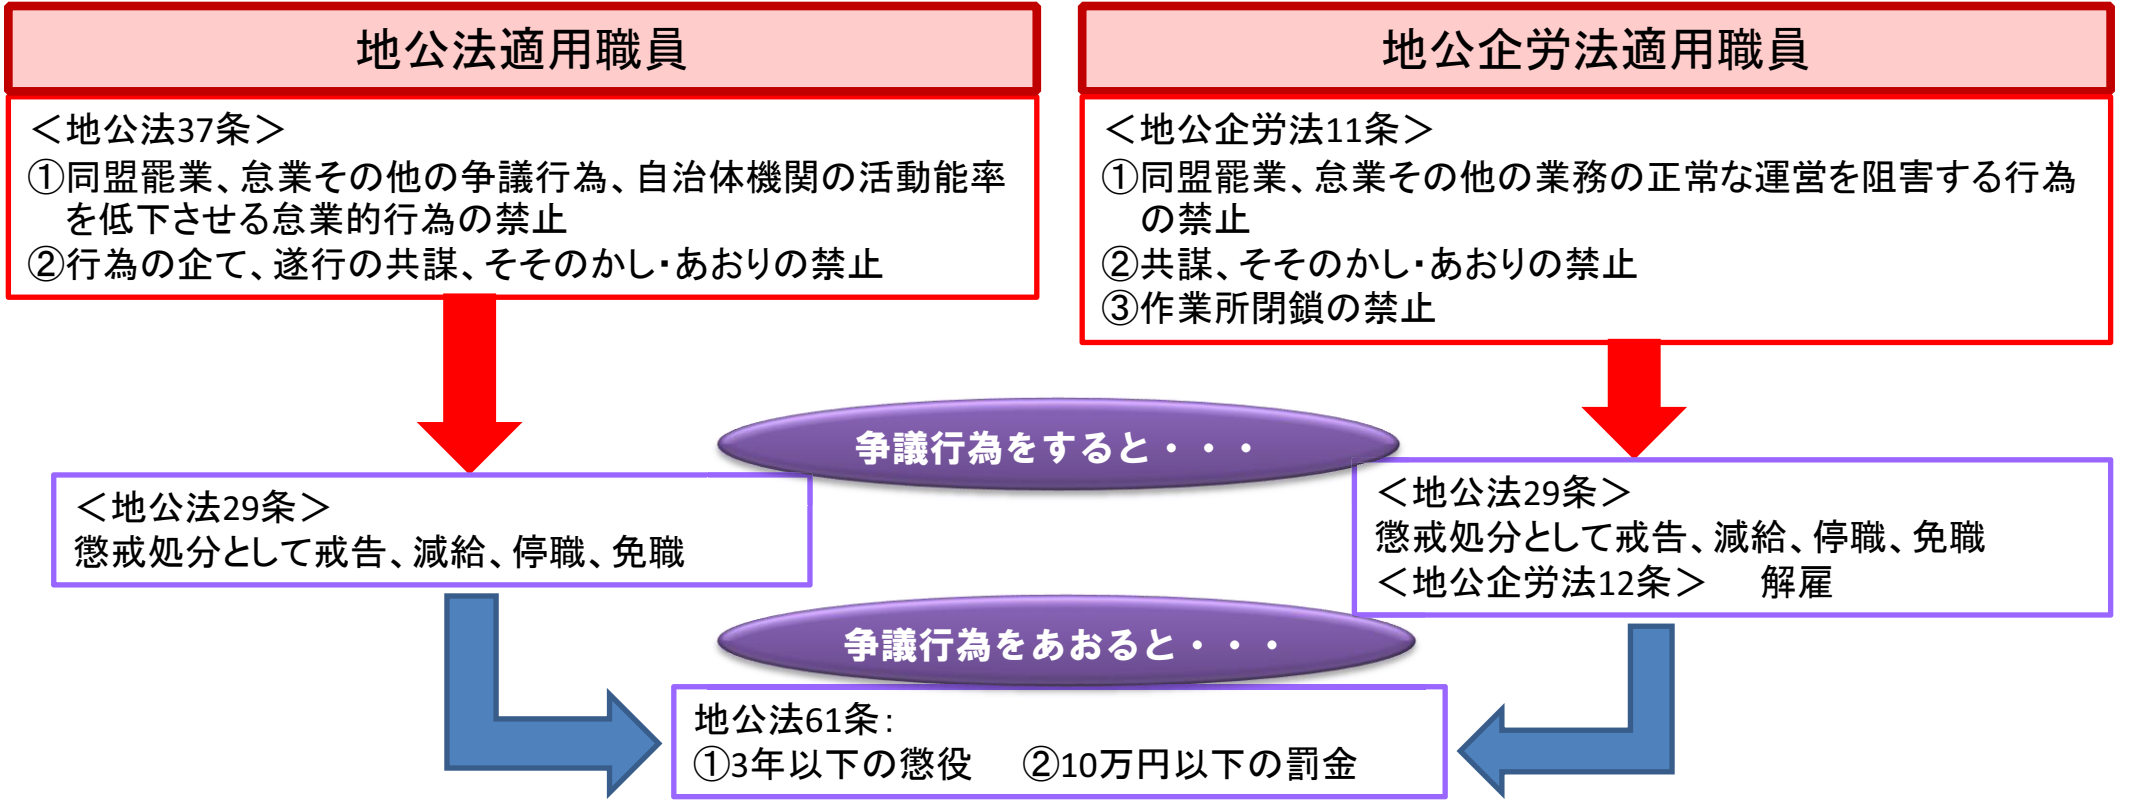 地公法適用職員
＜地公法37条＞
①同盟罷業、怠業その他の争議行為、自治体機関の活動能率
を低下させる怠業的行為の禁止
②行為の企て、遂行の共謀、そそのかし・あおりの禁止
地公企労法適用職員
＜地公企労法11条＞
①同盟罷業、怠業その他の業務の正常な運営を阻害する行為
の禁止
②共謀、そそのかし・あおりの禁止
③作業所閉鎖の禁止
争議行為をすると・・・
＜地公法29条＞
懲戒処分として戒告、減給、停職、免職
＜地公法29条＞
懲戒処分として戒告、減給、停職、免職
＜地公企労法12条＞　解雇
争議行為をあおると・・・
地公法61条：
①3年以下の懲役　②10万円以下の罰金